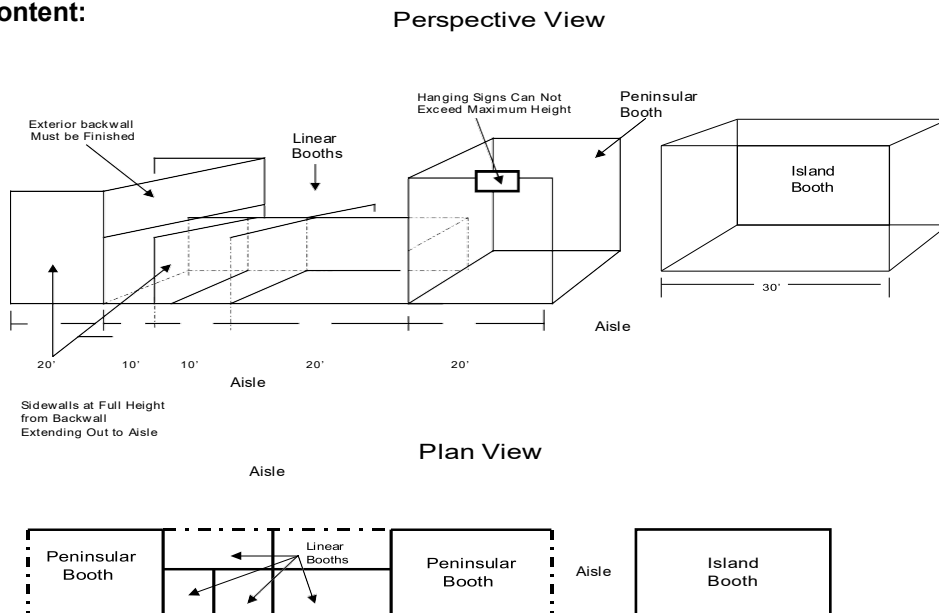 ontent:
Perspective View
Exterior backwall
Must be Finished
Linear
Booths
Hanging Signs Can Not
Exceed Maximum Height
Peninsular
Booth
Island
Booth
30'
Aisle
20'
10'
10'
20'
20'
Aisle
Sidewalls at Full Height
from Backwall
Extending Out to Aisle
Plan View
Aisle
Peninsular
Booth
Linear
Booths
Peninsular
Booth
Aisle
Island
Booth